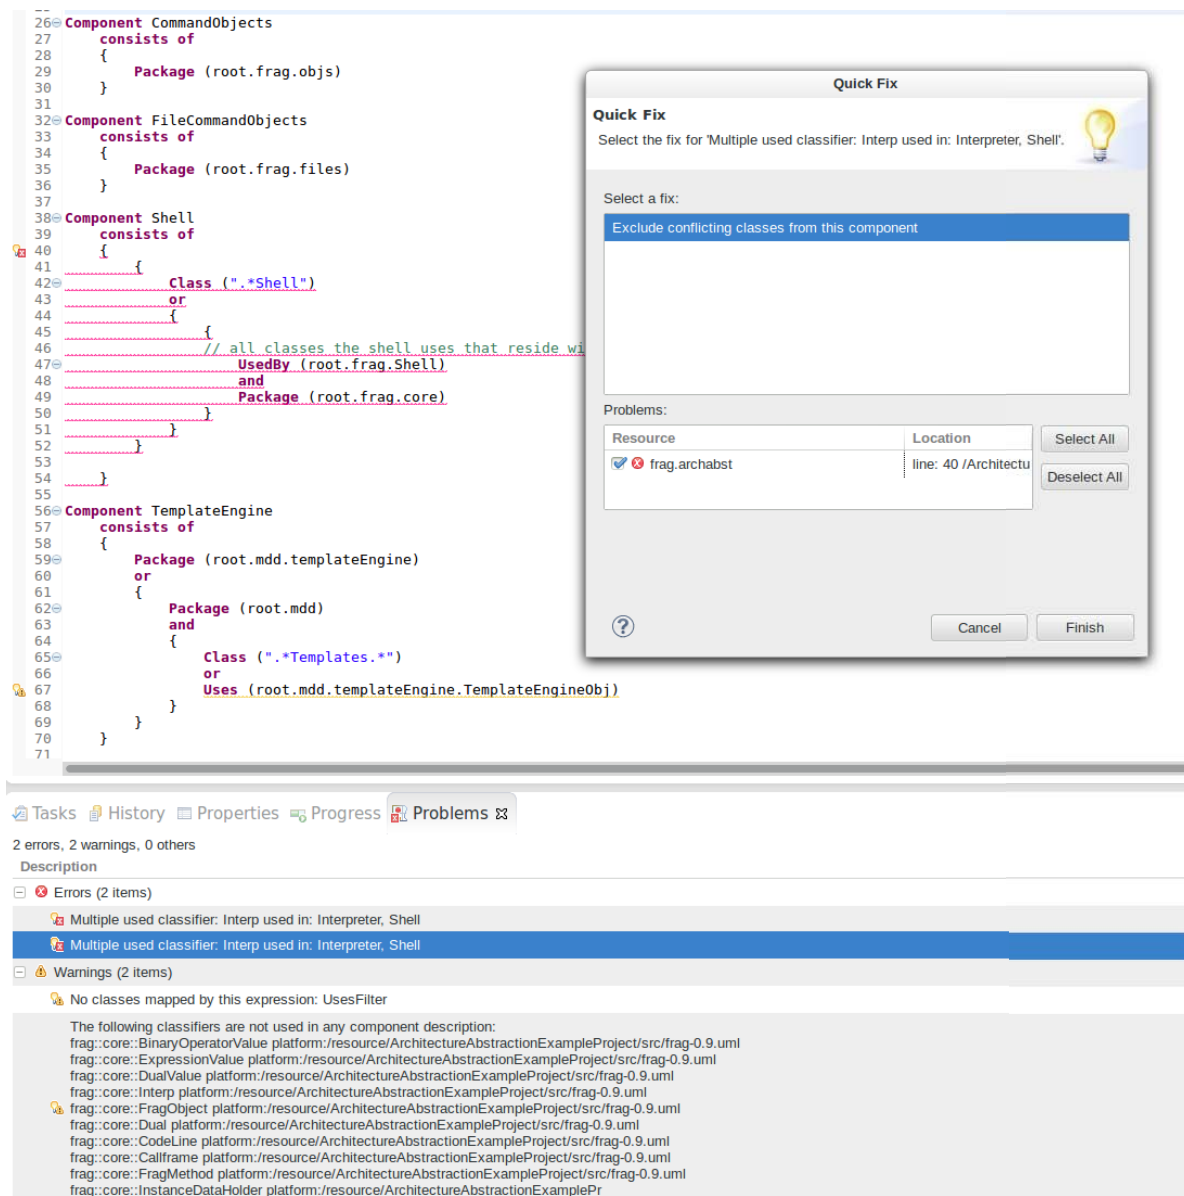 26 Component CommandObjects
27 consists of
28 {
29 Package (root.frag.objs)
30 }
31
32 Component FileCommandObjects
33 consists of
34 {
35 Package (root.frag.files)
36 }
37
38 Component Shell
39 consists of
40 {
41 {
42 Class (".*Shell")
43 or
44 {
45 {
46 // all classes the shell uses that reside wi
47 UsedBy (root.frag.Shell)
48 and
49 Package (root.frag.core)
50 }
51 }
52 }
53
54 }
55
56 Component TemplateEngine
57 consists of
58 {
59 Package (root.mdd.templateEngine)
60 or
61 {
62 Package (root.mdd)
63 and
64 {
65 Class (".*Templates.*")
66 or
67 Uses (root.mdd.templateEngine.TemplateEngineObj)
68 }
69 }
70 }
71
Quick Fix
Quick Fix
Select the fix for 'Multiple used classifier: Interp used in: Interpreter, Shell'.
Select a fix:
Exclude conflicting classes from this component
Problems:
Resource Location
frag.archabst line: 40 /Architectu
Select All
Deselect All
?
Cancel Finish
Tasks History Properties Progress Problems
2 errors, 2 warnings, 0 others
Description
Errors (2 items)
Multiple used classifier: Interp used in: Interpreter, Shell
Multiple used classifier: Interp used in: Interpreter, Shell
Warnings (2 items)
No classes mapped by this expression: UsesFilter
The following classifiers are not used in any component description:
frag::core::BinaryOperatorValue platform:/resource/ArchitectureAbstractionExampleProject/src/frag-0.9.uml
frag::core::ExpressionValue platform:/resource/ArchitectureAbstractionExampleProject/src/frag-0.9.uml
frag::core::DualValue platform:/resource/ArchitectureAbstractionExampleProject/src/frag-0.9.uml
frag::core::Interp platform:/resource/ArchitectureAbstractionExampleProject/src/frag-0.9.uml
frag::core::FragObject platform:/resource/ArchitectureAbstractionExampleProject/src/frag-0.9.uml
frag::core::Dual platform:/resource/ArchitectureAbstractionExampleProject/src/frag-0.9.uml
frag::core::CodeLine platform:/resource/ArchitectureAbstractionExampleProject/src/frag-0.9.uml
frag::core::Callframe platform:/resource/ArchitectureAbstractionExampleProject/src/frag-0.9.uml
frag::core::FragMethod platform:/resource/ArchitectureAbstractionExampleProject/src/frag-0.9.uml
frag::core::InstanceDataHolder platform:/resource/ArchitectureAbstractionExamplePr